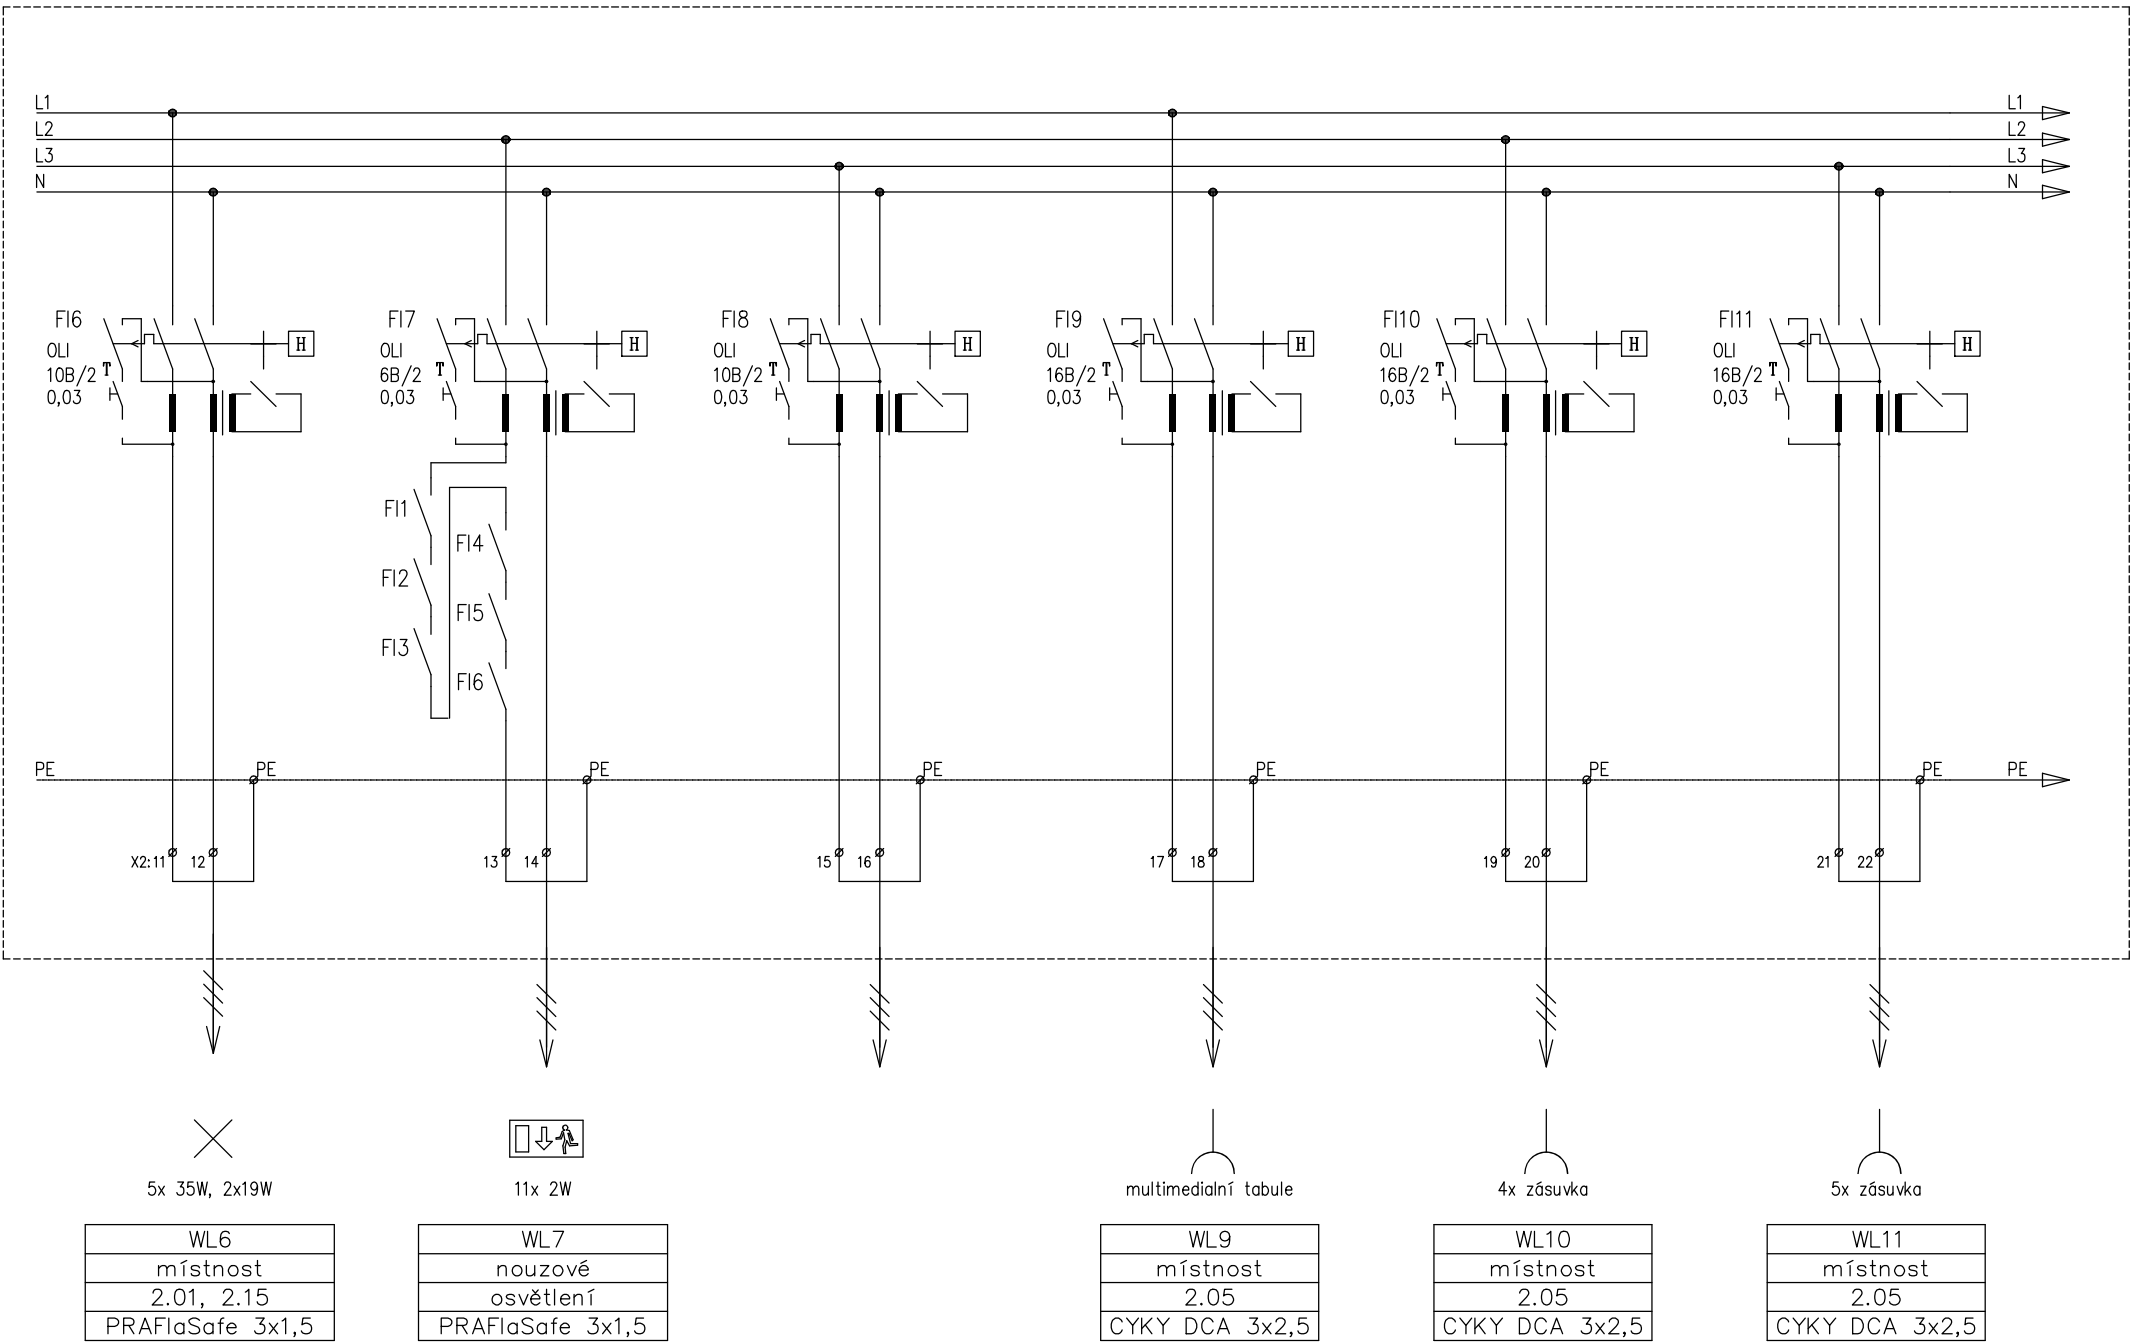 L1 L1
L2 L2
L3 L3
N N
FI6 FI7 FI8 FI9 FI10 FI11
H H H H H H
OLI OLI OLI OLI OLI OLI
10B/2 T 6B/2 T 10B/2 T 16B/2 T 16B/2 T 16B/2 T
0,03 0,03 0,03 0,03 0,03 0,03
FI1
FI4
FI2
FI5
FI3
FI6
PE PE PE PE PE PE PE PE
X2:11 12 13 14 15 16 17 18 19 20 21 22
5x 35W, 2x19W 11x 2W multimedialní tabule 4x zásuvka 5x zásuvka
WL6 WL7 WL9 WL10 WL11
místnost nouzové místnost místnost místnost
2.01, 2.15 osvětlení 2.05 2.05 2.05
PRAFlaSafe 3x1,5 PRAFlaSafe 3x1,5 CYKY DCA 3x2,5 CYKY DCA 3x2,5 CYKY DCA 3x2,5